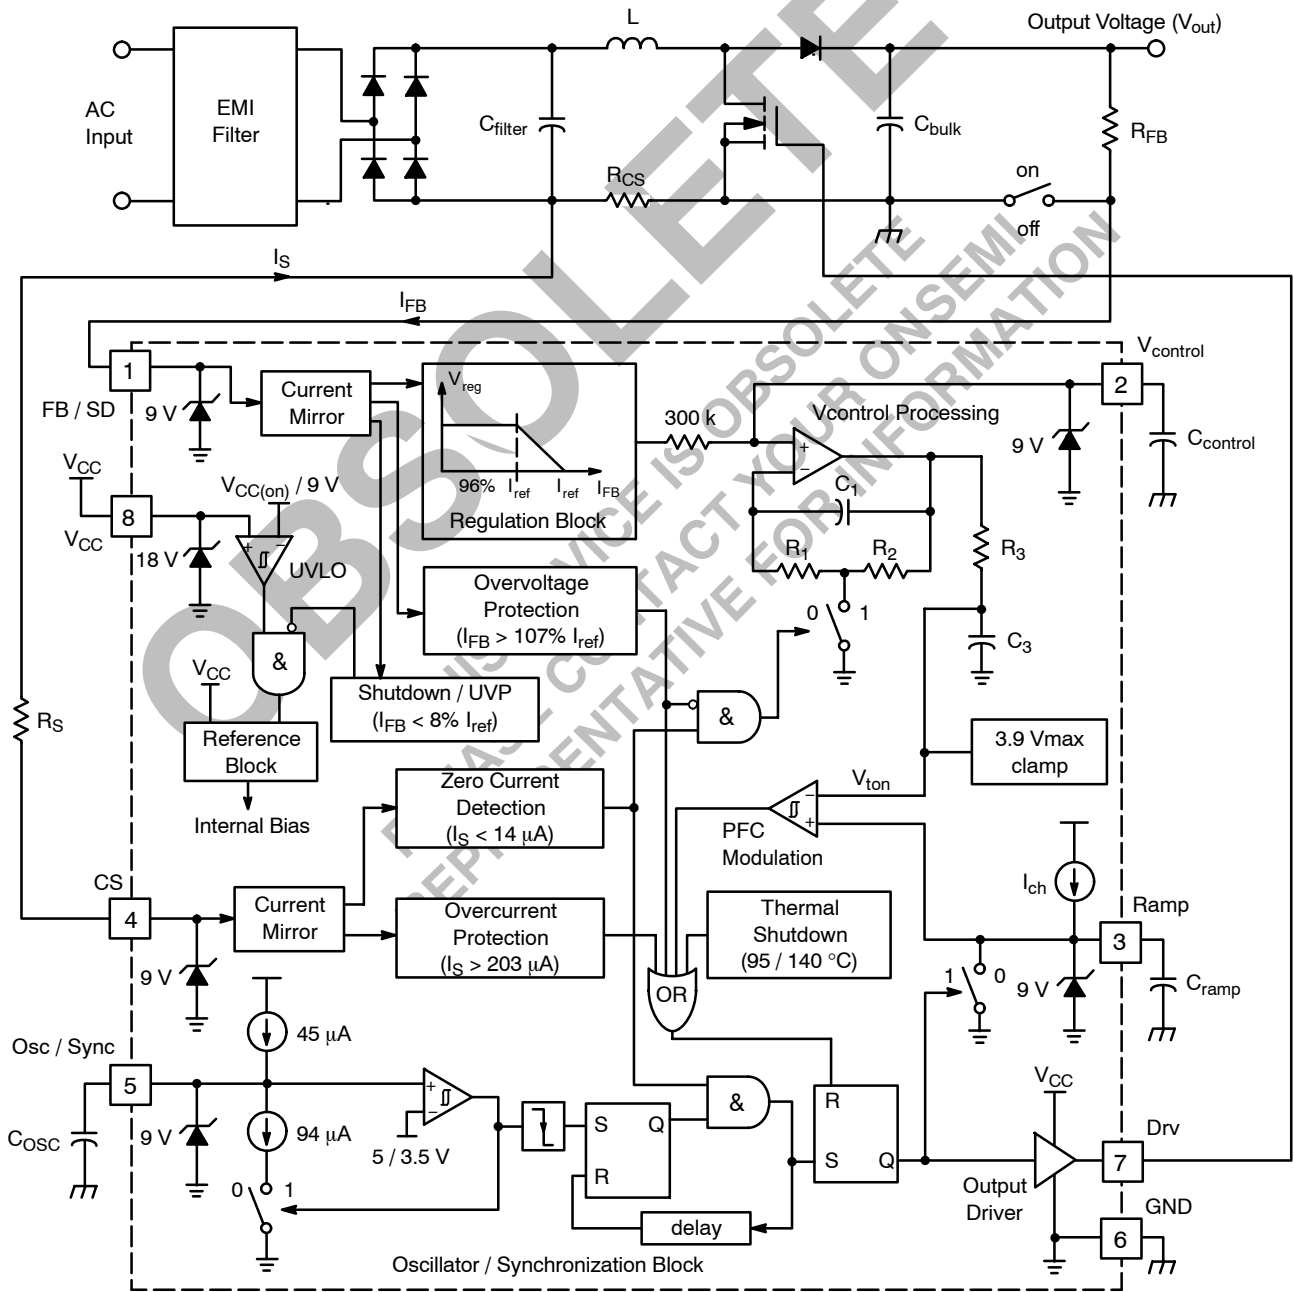 L
Output Voltage (Vout)
AC
Input
EMI
Filter
Cfilter
Cbulk
RFB
RCS
on
off
IS
IFB
OBSOLETE
THIS DEVICE IS OBSOLETE
PLEASE CONTACT YOUR ONSEMI
REPRESENTATIVE FOR INFORMATION
1
FB / SD
9 V
Current
Mirror
Vreg
96% Iref Iref IFB
Regulation Block
300 k
Vcontrol Processing
+
−
C1
R1
R2
R3
C3
0 1
9 V
Vcontrol
2
Ccontrol
VCC
8
VCC
18 V
VCC(on) / 9 V
+ −
UVLO
&
VCC
Reference
Block
Internal Bias
Overvoltage
Protection
(IFB > 107% Iref)
Shutdown / UVP
(IFB < 8% Iref)
&
RS
Zero Current
Detection
(IS < 14 μA)
3.9 Vmax
clamp
Vton
−
+
PFC
Modulation
CS
4
9 V
Current
Mirror
Overcurrent
Protection
(IS > 203 μA)
Thermal
Shutdown
(95 / 140 °C)
OR
Ich
Ramp
3
1 0
9 V
Cramp
45 μA
Osc / Sync
5
COSC
9 V
94 μA
0 1
+
−
5 / 3.5 V
S Q
R
&
delay
R
S Q
VCC
Output
Driver
Drv
7
GND
6
Oscillator / Synchronization Block